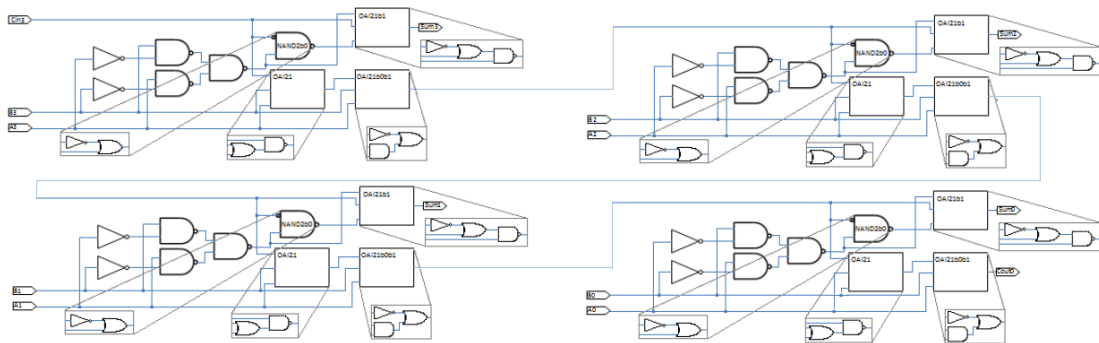 Cin3
OAI21b1
Sum3
NAND2b0
OAI21
OAI21b0b1
B3
A3
OAI21b1
Sum2
NAND2b0
OAI21
OAI21b0b1
B2
A2
OAI21b1
Sum1
NAND2b0
OAI21
OAI21b0b1
B1
A1
OAI21b1
Sum0
NAND2b0
OAI21
OAI21b0b1
Cout0
B0
A0